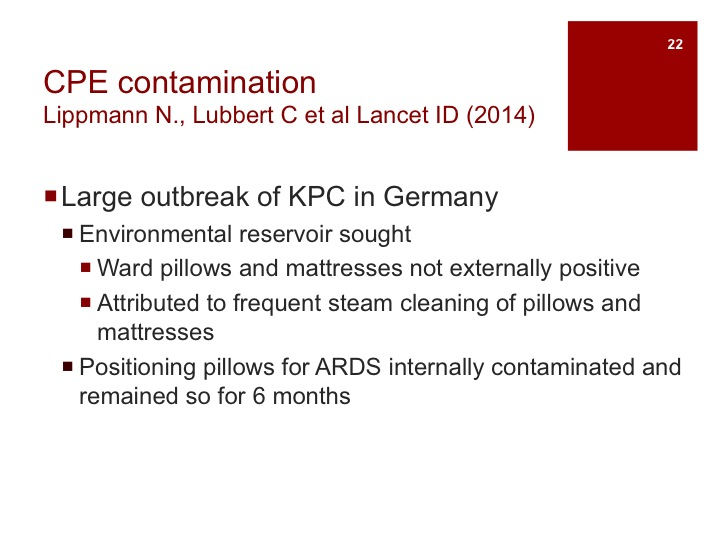 22
CPE contamination
Lippmann N., Lubbert C et al Lancet ID (2014)
Large outbreak of KPC in Germany
Environmental reservoir sought
Ward pillows and mattresses not externally positive
Attributed to frequent steam cleaning of pillows and
mattresses
Positioning pillows for ARDS internally contaminated and
remained so for 6 months